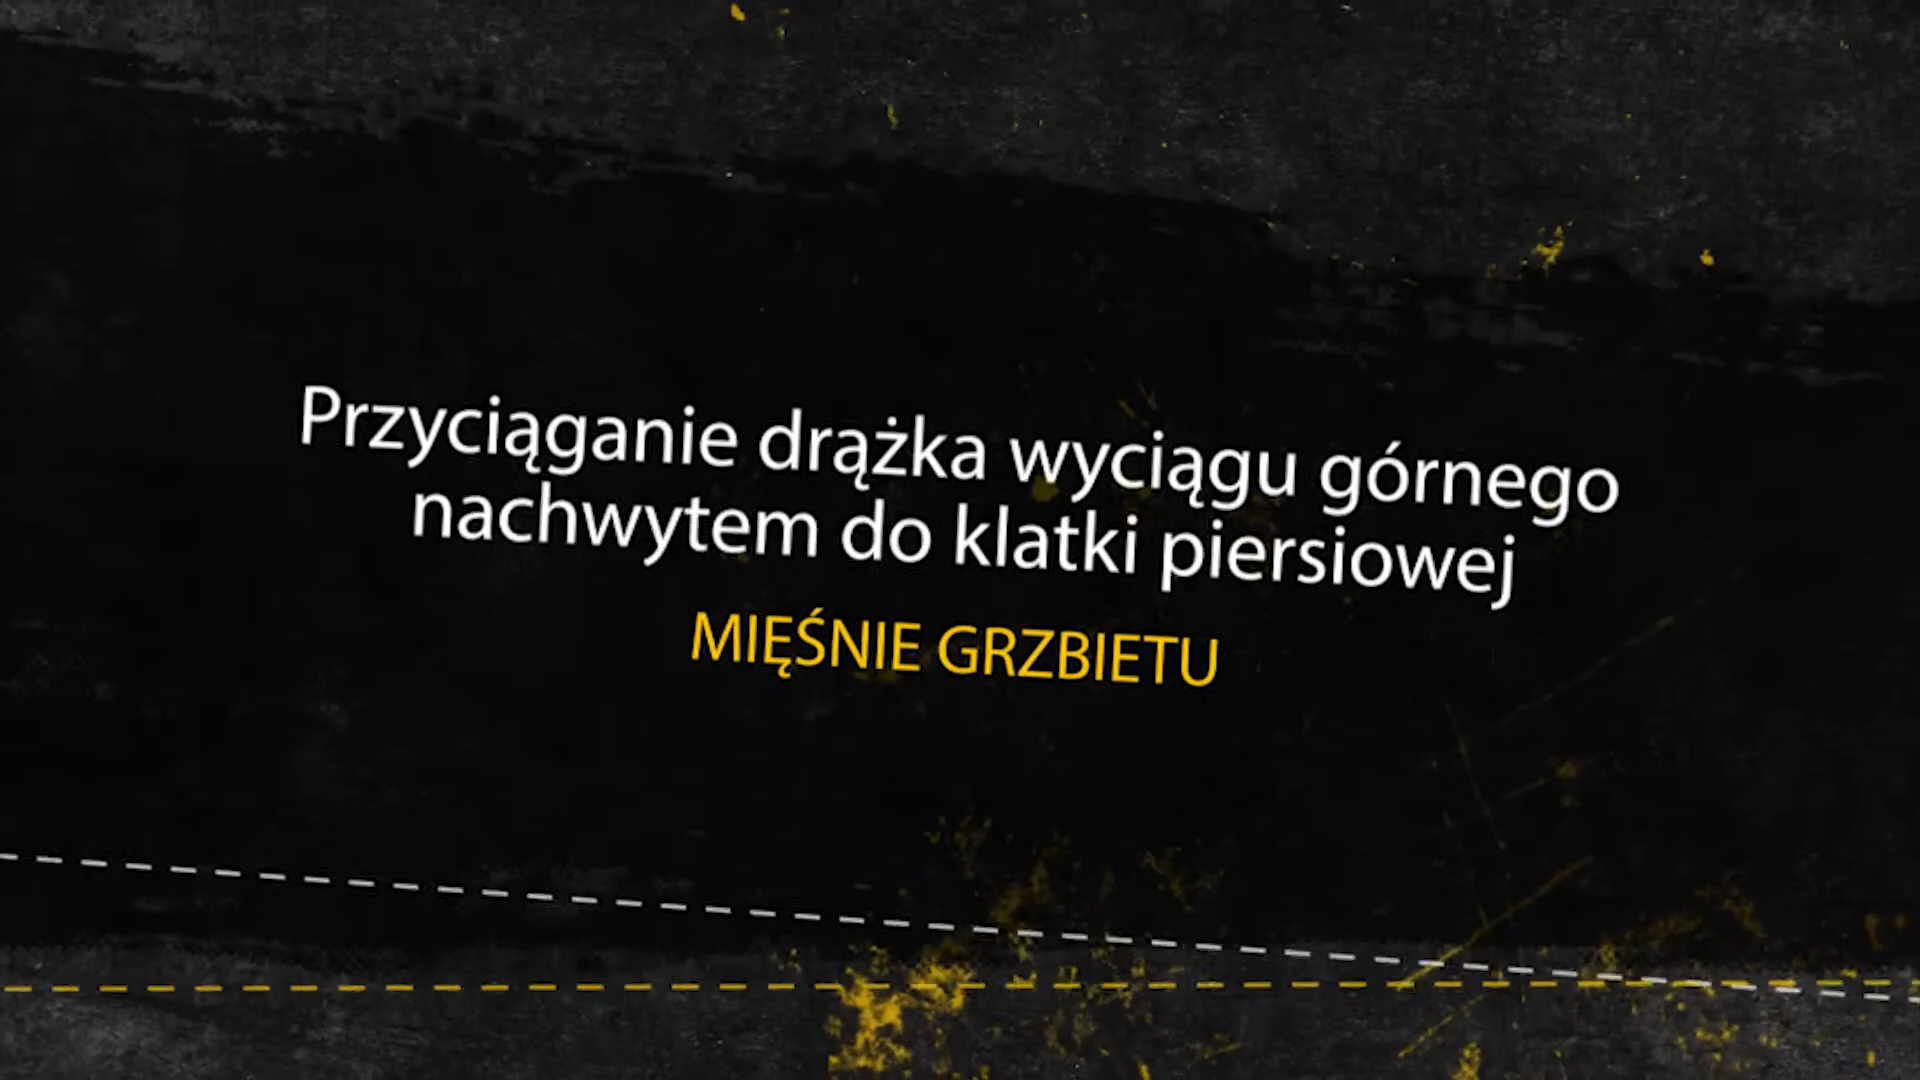 Przyciąganie drążka wyciągu górnego
nachwytem do klatki piersiowej
MIĘŚNIE GRZBIETU